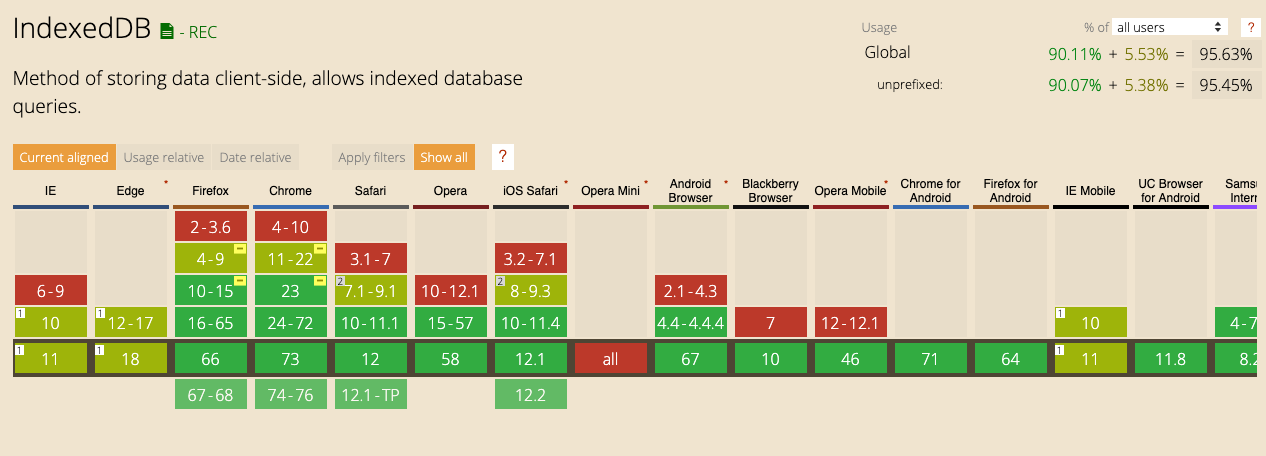 IndexedDB - REC
Usage % of all users ?
Global 90.11% + 5.53% = 95.63%
Method of storing data client-side, allows indexed database
queries.
unprefixed: 90.07% + 5.38% = 95.45%
Current aligned Usage relative Date relative Apply filters Show all ?
IE Edge * Firefox Chrome Safari Opera iOS Safari * Opera Mini * Android Browser * Blackberry Browser Opera Mobile * Chrome for Android Firefox for Android IE Mobile UC Browser for Android
2-3.6 4-10
4-9 11-22 3.1-7 3.2-7.1
6-9 10-15 23 2 7.1-9.1 10-12.1 2 8-9.3 2.1-4.3
1 10 1 12-17 16-65 24-72 10-11.1 15-57 10-11.4 4.4-4.4.4 7 12-12.1 1 10
1 11 1 18 66 73 12 58 12.1 all 67 10 46 71 64 1 11 11.8
67-68 74-76 12.1-TP 12.2